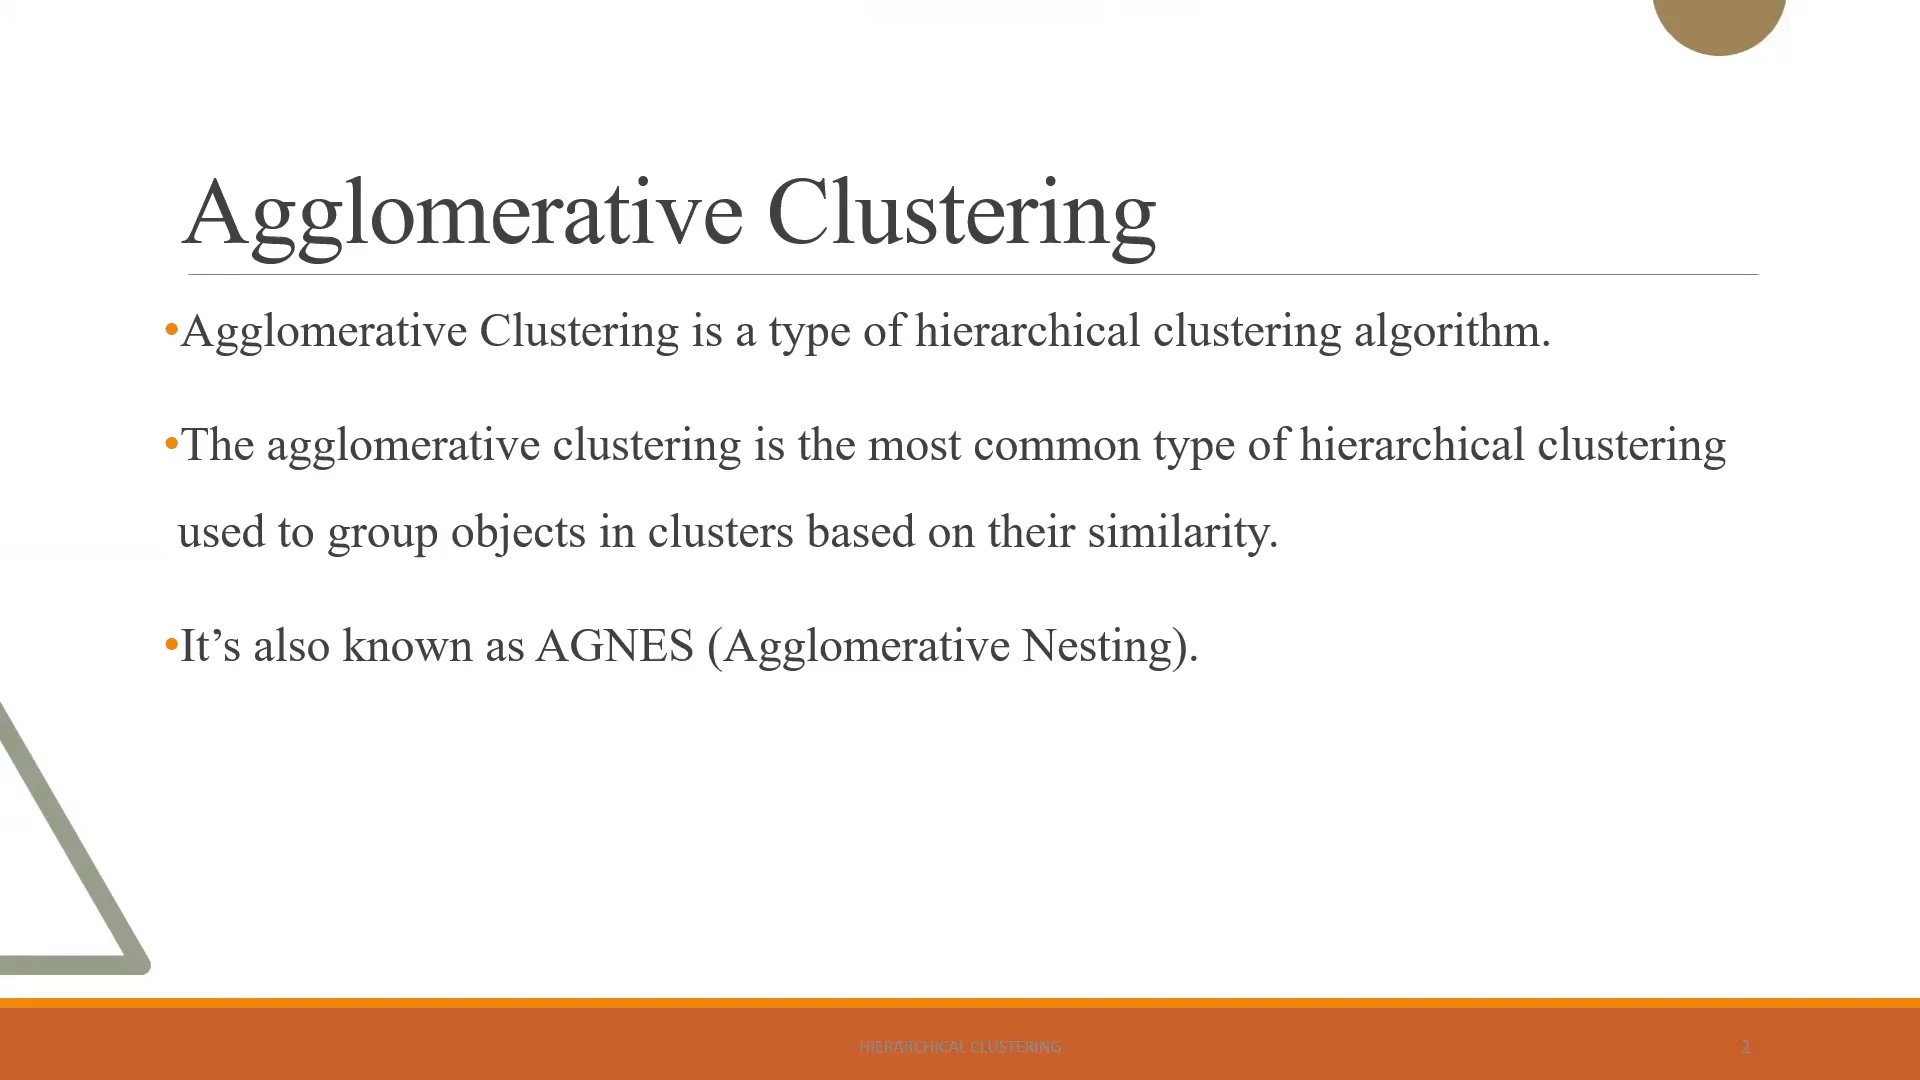 Agglomerative Clustering
•Agglomerative Clustering is a type of hierarchical clustering algorithm.
•The agglomerative clustering is the most common type of hierarchical clustering
used to group objects in clusters based on their similarity.
•It’s also known as AGNES (Agglomerative Nesting).
HIERARCHICAL CLUSTERING
2